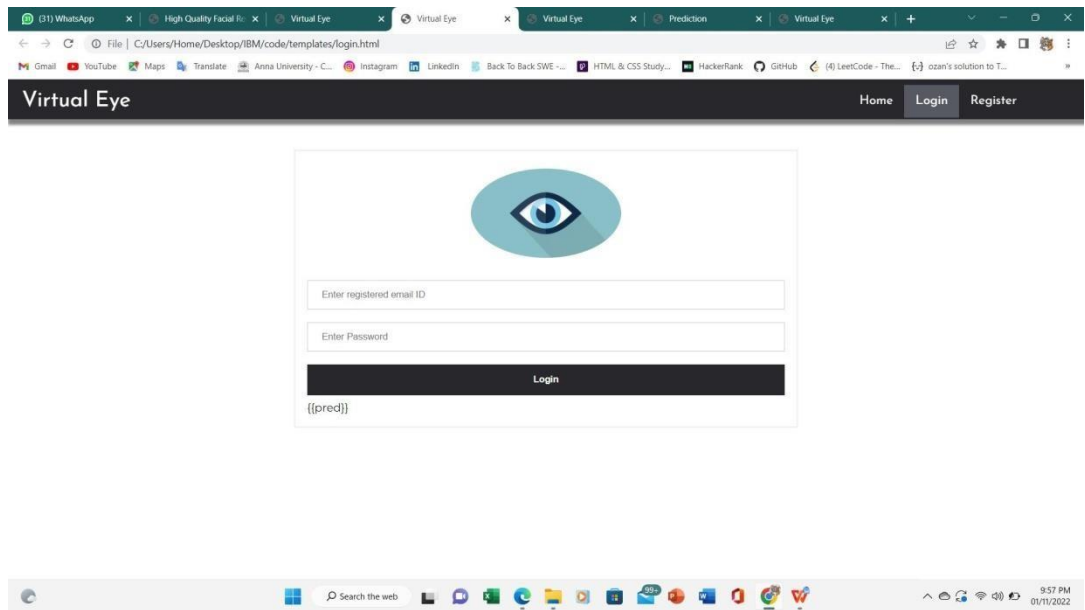 (31) WhatsApp
High Quality Facial Re
Virtual Eye
Virtual Eye
Virtual Eye
Prediction
Virtual Eye
File | C:/Users/Home/Desktop/IBM/code/templates/login.html
Gmail YouTube Maps Translate Anna University - C... Instagram LinkedIn Back To Back SWE -... HTML & CSS Study... HackerRank GitHub (4) LeetCode - The... {ّ-} ozan's solution to T... »
Virtual Eye
Home Login Register
Enter registered email ID
Enter Password
Login
{{pred}}
Search the web
99+
9:57 PM
01/11/2022